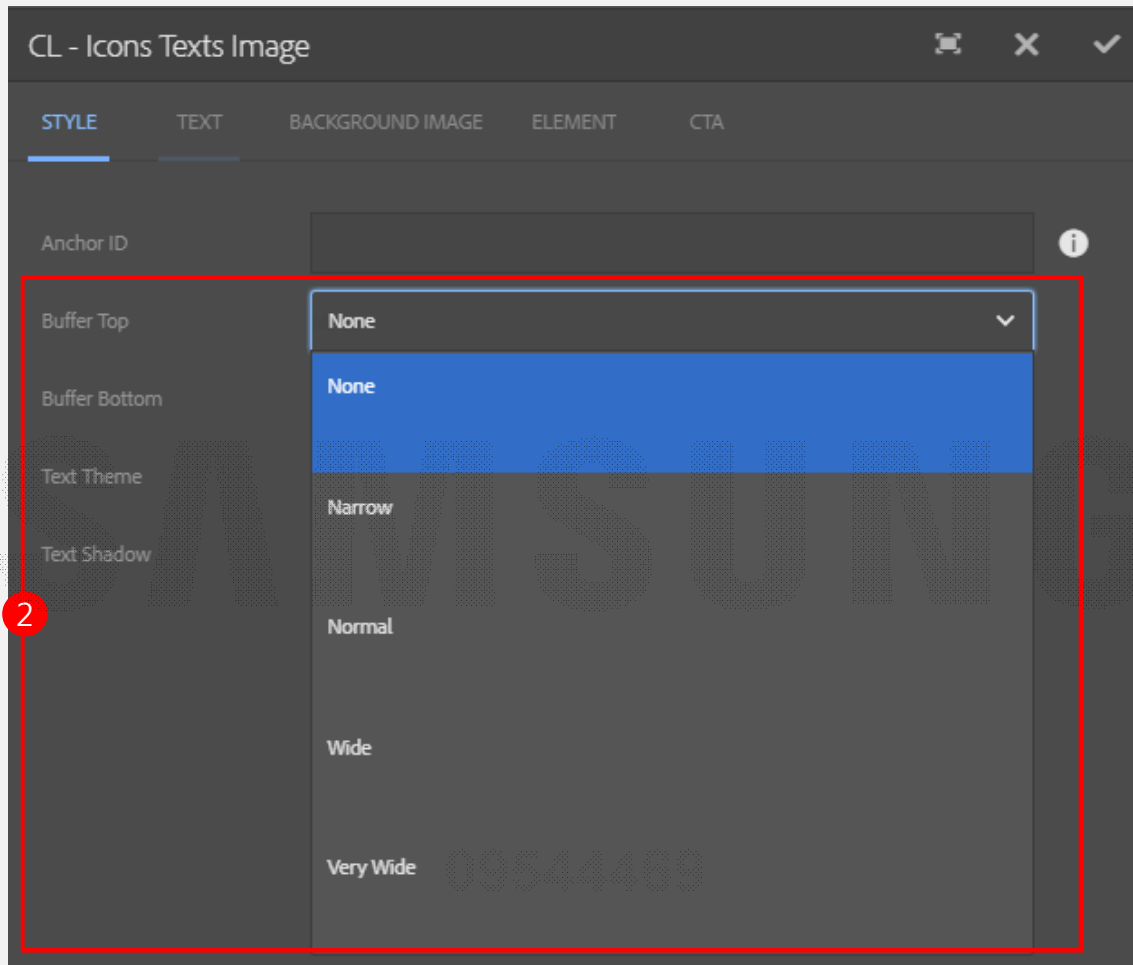 CL - Icons Texts Image
STYLE TEXT BACKGROUND IMAGE ELEMENT CTA
Anchor ID
Buffer Top None
None
Buffer Bottom
Text Theme
Narrow
Text Shadow
2
Normal
Wide
Very Wide
SAMSUNG
09544469